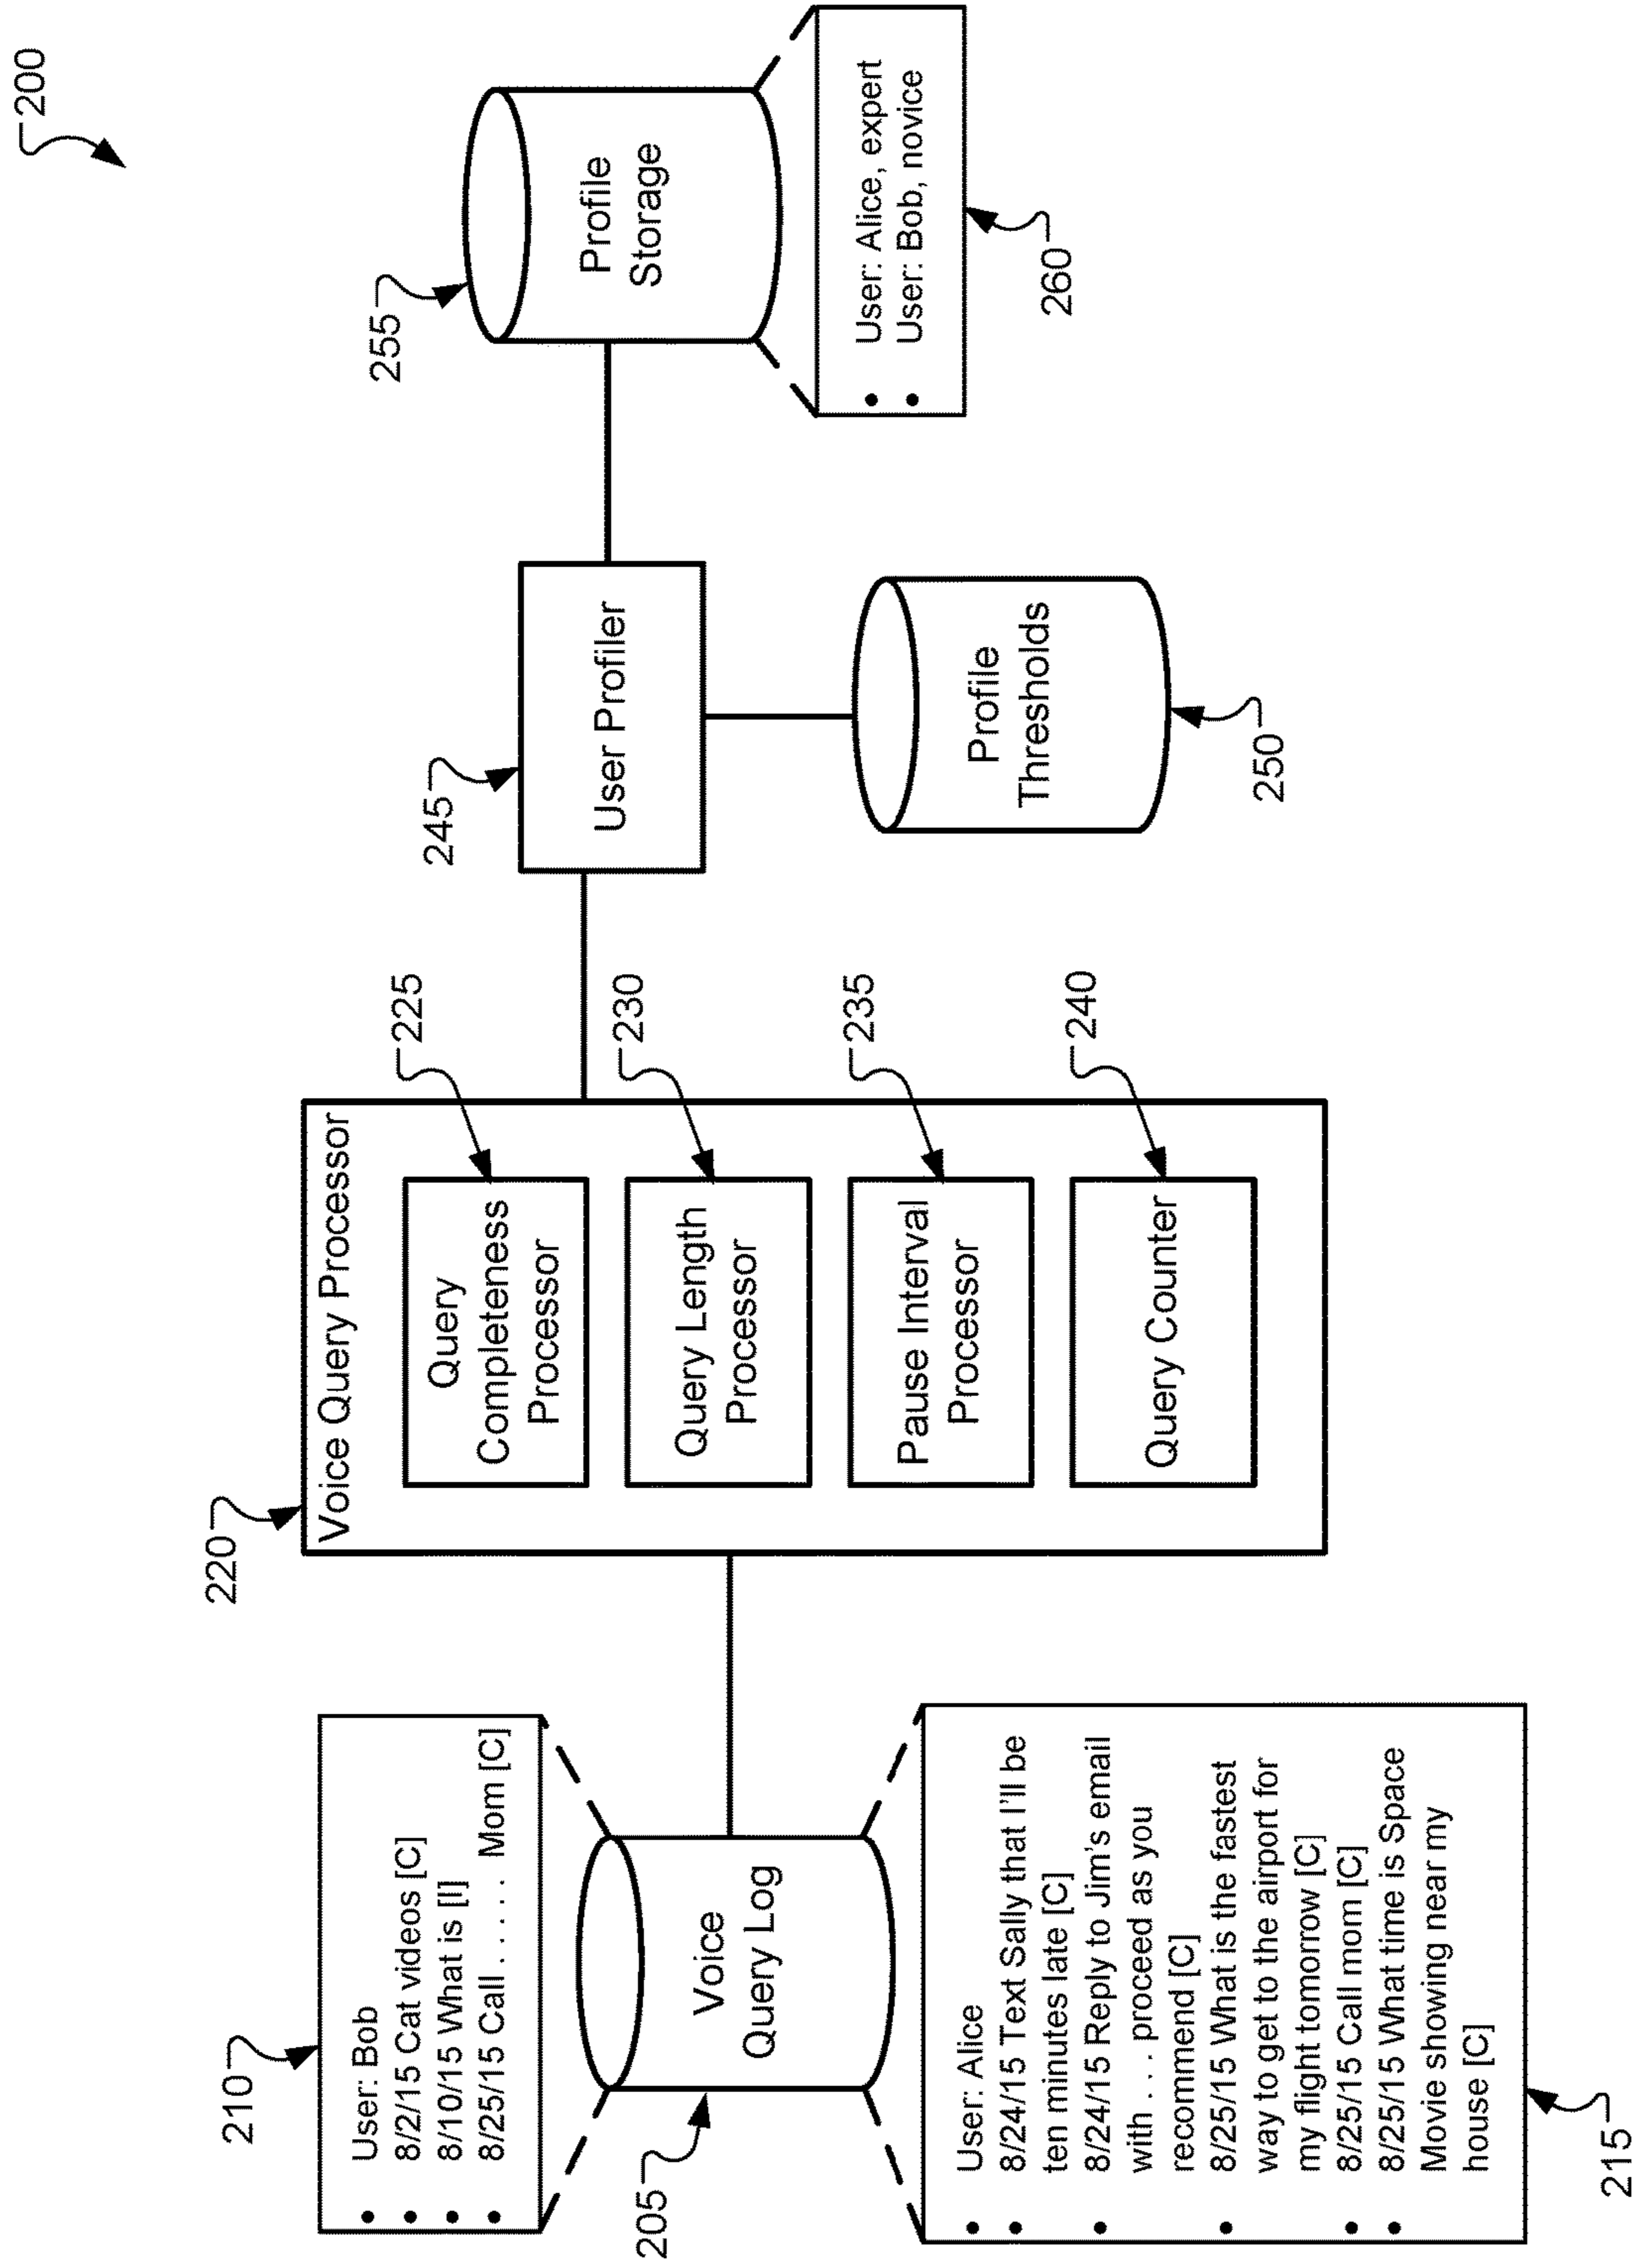 200
210
• User: Bob
• 8/2/15 Cat videos [C]
• 8/10/15 What is [I]
• 8/25/15 Call . . . . . Mom [C]
205
Voice
Query Log
• User: Alice
• 8/24/15 Text Sally that I'll be
ten minutes late [C]
• 8/24/15 Reply to Jim's email
with . . . proceed as you
recommend [C]
• 8/25/15 What is the fastest
way to get to the airport for
my flight tomorrow [C]
• 8/25/15 Call mom [C]
• 8/25/15 What time is Space
Movie showing near my
house [C]
215
220
Voice Query Processor
Query
Completeness
Processor
225
Query Length
Processor
230
Pause Interval
Processor
235
Query Counter
240
245
User Profiler
Profile
Thresholds
250
255
Profile
Storage
• User: Alice, expert
• User: Bob, novice
260